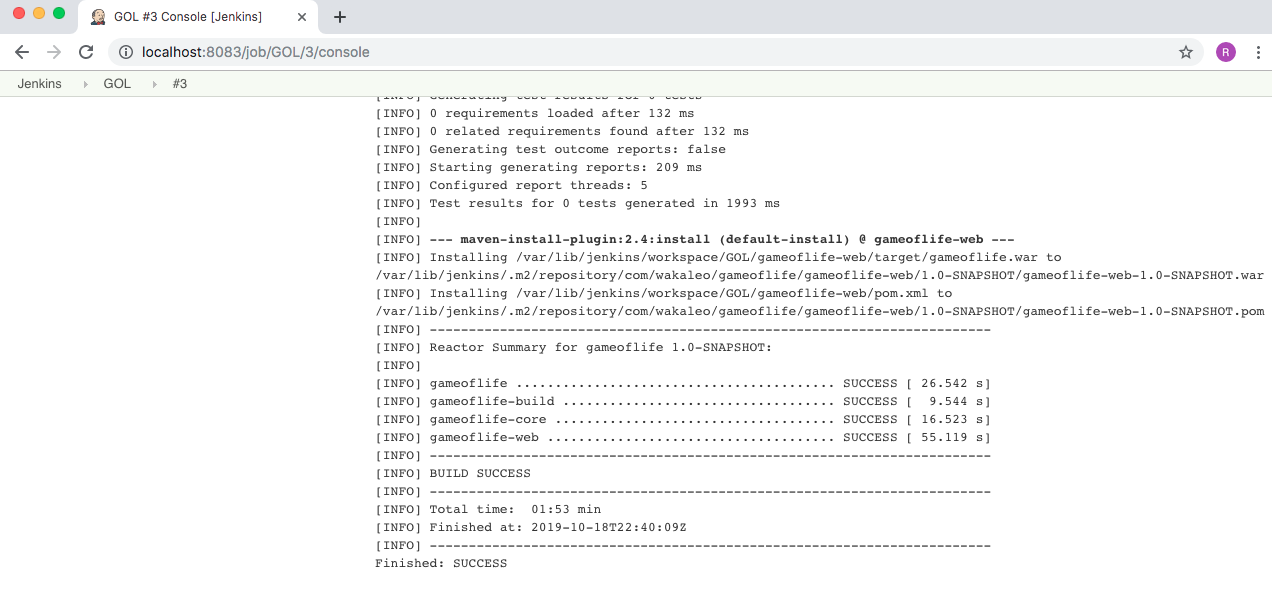 GOL #3 Console [Jenkins]
localhost:8083/job/GOL/3/console
R
Jenkins GOL #3
[INFO] Generating test results for 0 tests
[INFO] 0 requirements loaded after 132 ms
[INFO] 0 related requirements found after 132 ms
[INFO] Generating test outcome reports: false
[INFO] Starting generating reports: 209 ms
[INFO] Configured report threads: 5
[INFO] Test results for 0 tests generated in 1993 ms
[INFO]
[INFO] --- maven-install-plugin:2.4:install (default-install) @ gameoflife-web ---
[INFO] Installing /var/lib/jenkins/workspace/GOL/gameoflife-web/target/gameoflife.war to
/var/lib/jenkins/.m2/repository/com/wakaleo/gameoflife/gameoflife-web/1.0-SNAPSHOT/gameoflife-web-1.0-SNAPSHOT.war
[INFO] Installing /var/lib/jenkins/workspace/GOL/gameoflife-web/pom.xml to
/var/lib/jenkins/.m2/repository/com/wakaleo/gameoflife/gameoflife-web/1.0-SNAPSHOT/gameoflife-web-1.0-SNAPSHOT.pom
[INFO] ------------------------------------------------------------------------
[INFO] Reactor Summary for gameoflife 1.0-SNAPSHOT:
[INFO]
[INFO] gameoflife ......................................... SUCCESS [ 26.542 s]
[INFO] gameoflife-build ................................... SUCCESS [  9.544 s]
[INFO] gameoflife-core .................................... SUCCESS [ 16.523 s]
[INFO] gameoflife-web ..................................... SUCCESS [ 55.119 s]
[INFO] ------------------------------------------------------------------------
[INFO] BUILD SUCCESS
[INFO] ------------------------------------------------------------------------
[INFO] Total time:  01:53 min
[INFO] Finished at: 2019-10-18T22:40:09Z
[INFO] ------------------------------------------------------------------------
Finished: SUCCESS